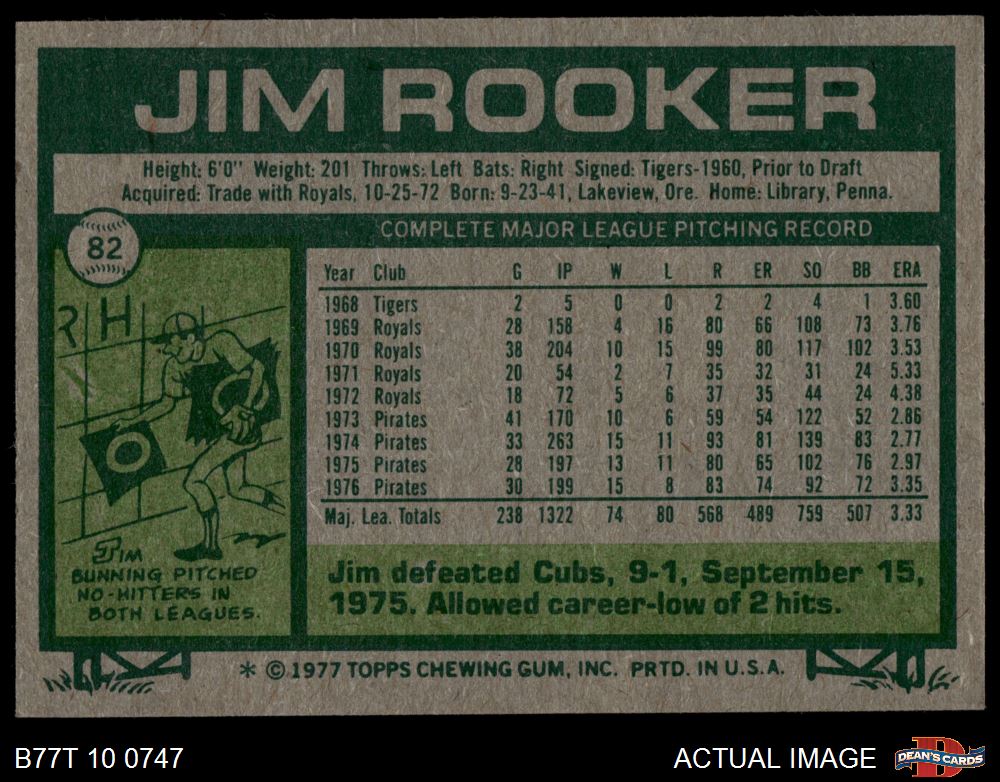 JIM ROOKER
Height: 6'0" Weight: 201 Throws: Left Bats: Right Signed: Tigers-1960, Prior to Draft
Acquired: Trade with Royals, 10-25-72 Born: 9-23-41, Lakeview, Ore. Home: Library, Penna.
82
COMPLETE MAJOR LEAGUE PITCHING RECORD
Year Club G IP W L R ER SO BB ERA
1968 Tigers 2 5 0 0 2 2 4 1 3.60
1969 Royals 28 158 4 16 80 66 108 73 3.76
1970 Royals 38 204 10 15 99 80 117 102 3.53
1971 Royals 20 54 2 7 35 32 31 24 5.33
1972 Royals 18 72 5 6 37 35 44 24 4.38
1973 Pirates 41 170 10 6 59 54 122 52 2.86
1974 Pirates 33 263 15 11 93 81 139 83 2.77
1975 Pirates 28 197 13 11 80 65 102 76 2.97
1976 Pirates 30 199 15 8 83 74 92 72 3.35
Maj. Lea. Totals 238 1322 74 80 568 489 759 507 3.33
R H
0
JIM
BUNNING PITCHED
NO-HITTERS IN
BOTH LEAGUES.
Jim defeated Cubs, 9-1, September 15,
1975. Allowed career-low of 2 hits.
* © 1977 TOPPS CHEWING GUM, INC. PRTD. IN U.S.A.
B77T 10 0747
ACTUAL IMAGE
D
DEAN'S CARDS